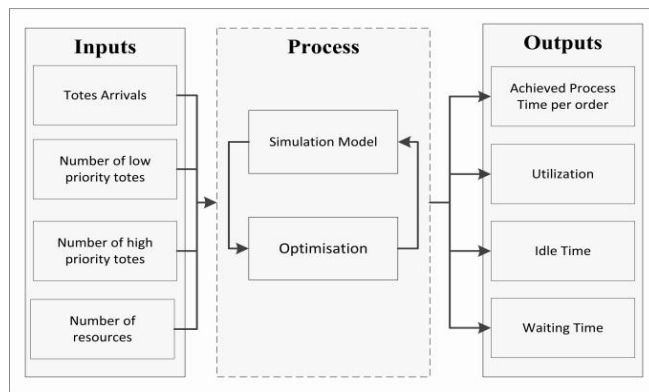 Inputs
Totes Arrivals
Number of low
priority totes
Number of high
priority totes
Number of
resources
Process
Simulation Model
Optimisation
Outputs
Achieved Process
Time per order
Utilization
Idle Time
Waiting Time